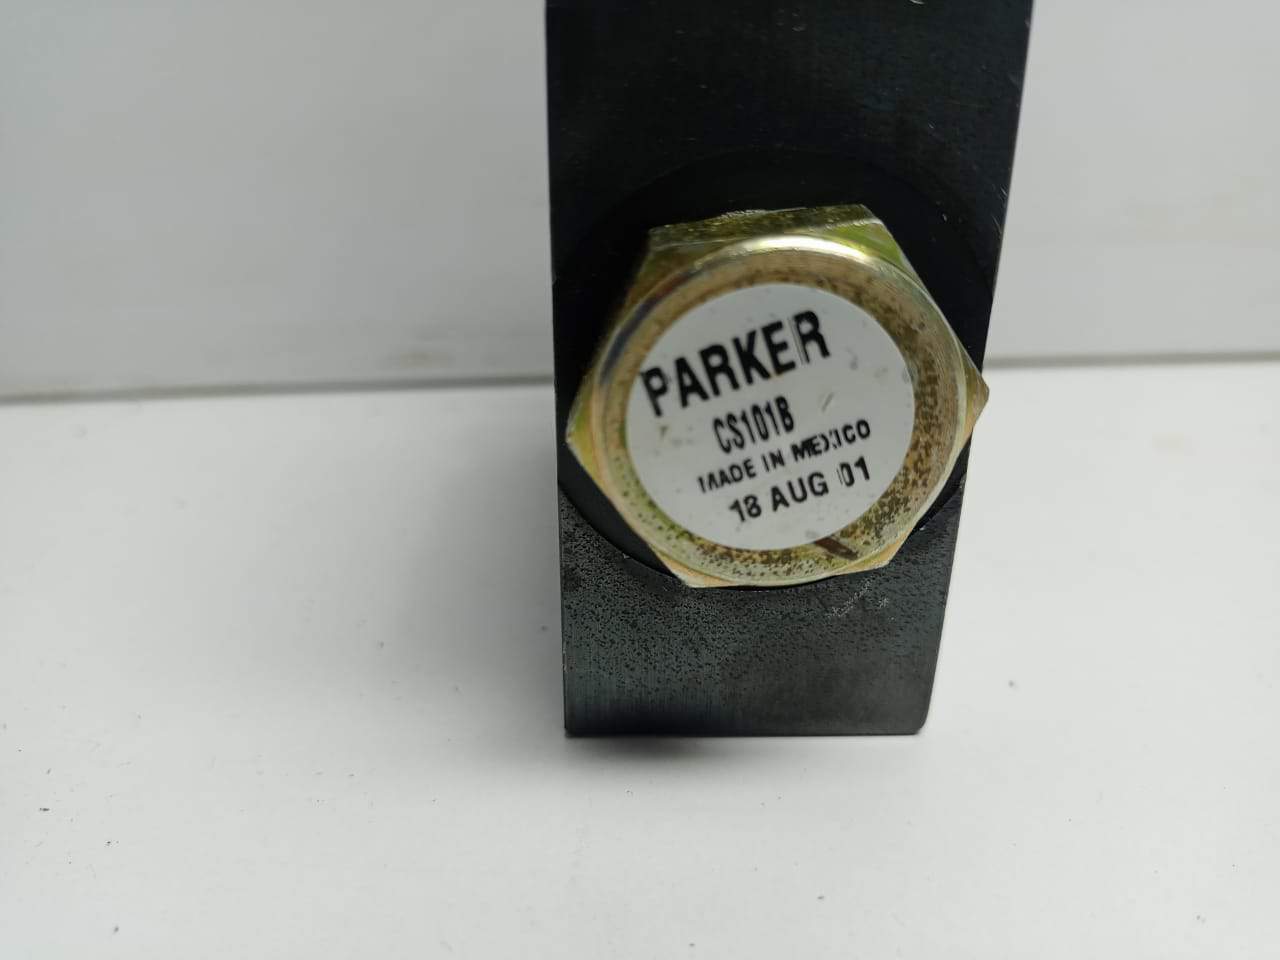 PARKER
CS101B
MADE IN MEXICO
18 AUG 01